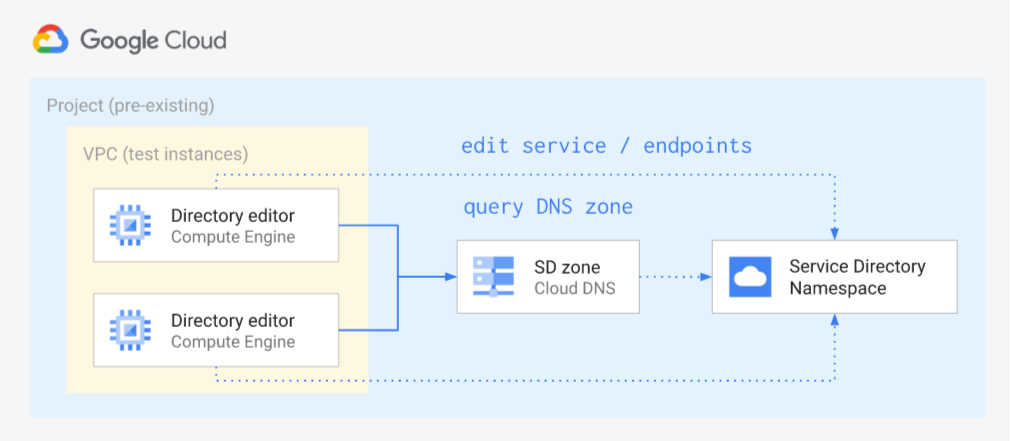 Google Cloud
Project (pre-existing)
VPC (test instances)
edit service / endpoints
query DNS zone
Directory editor
Compute Engine
SD zone
Cloud DNS
Service Directory
Namespace
Directory editor
Compute Engine